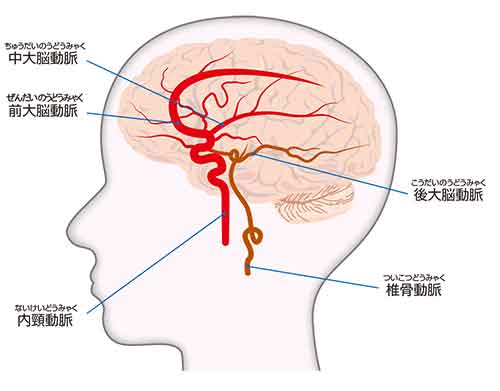 ちゅうだいのうどうみゃく
中大脳動脈
ぜんだいのうどうみゃく
前大脳動脈
こうだいのうどうみゃく
後大脳動脈
ついこつどうみゃく
椎骨動脈
ないけいどうみゃく
内頸動脈